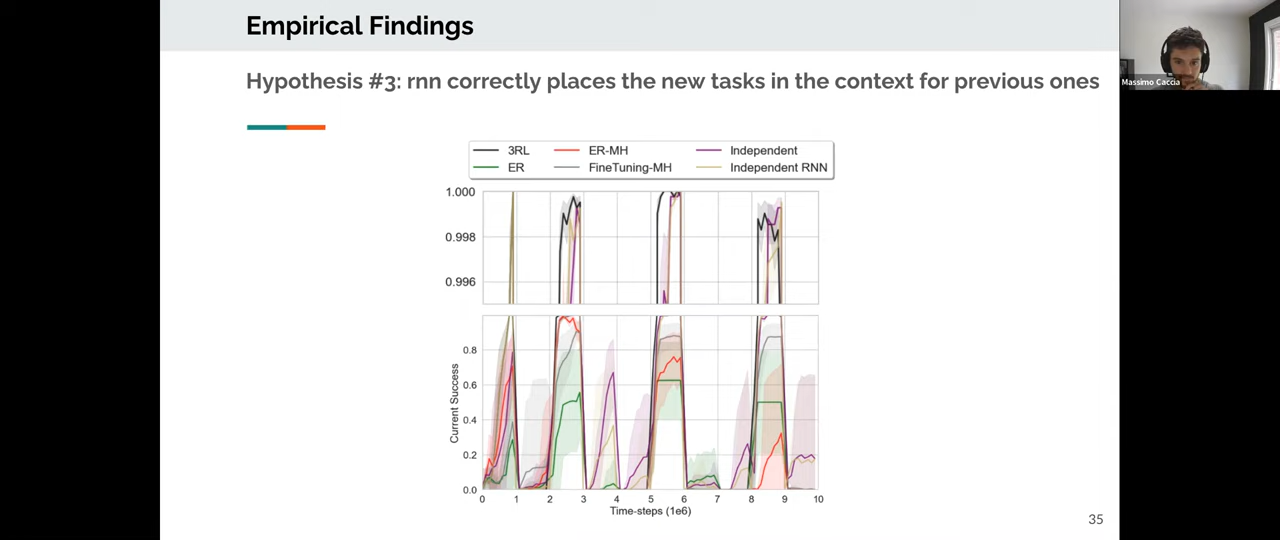 Empirical Findings
Hypothesis #3: rnn correctly places the new tasks in the context for previous ones
Massimo Caccia
3RL ER-MH Independent
ER FineTuning-MH Independent RNN
1.000
0.998
0.996
0.8
0.6
0.4
0.2
0.0
Current Success
0 1 2 3 4 5 6 7 8 9 10
Time-steps (1e6)
35